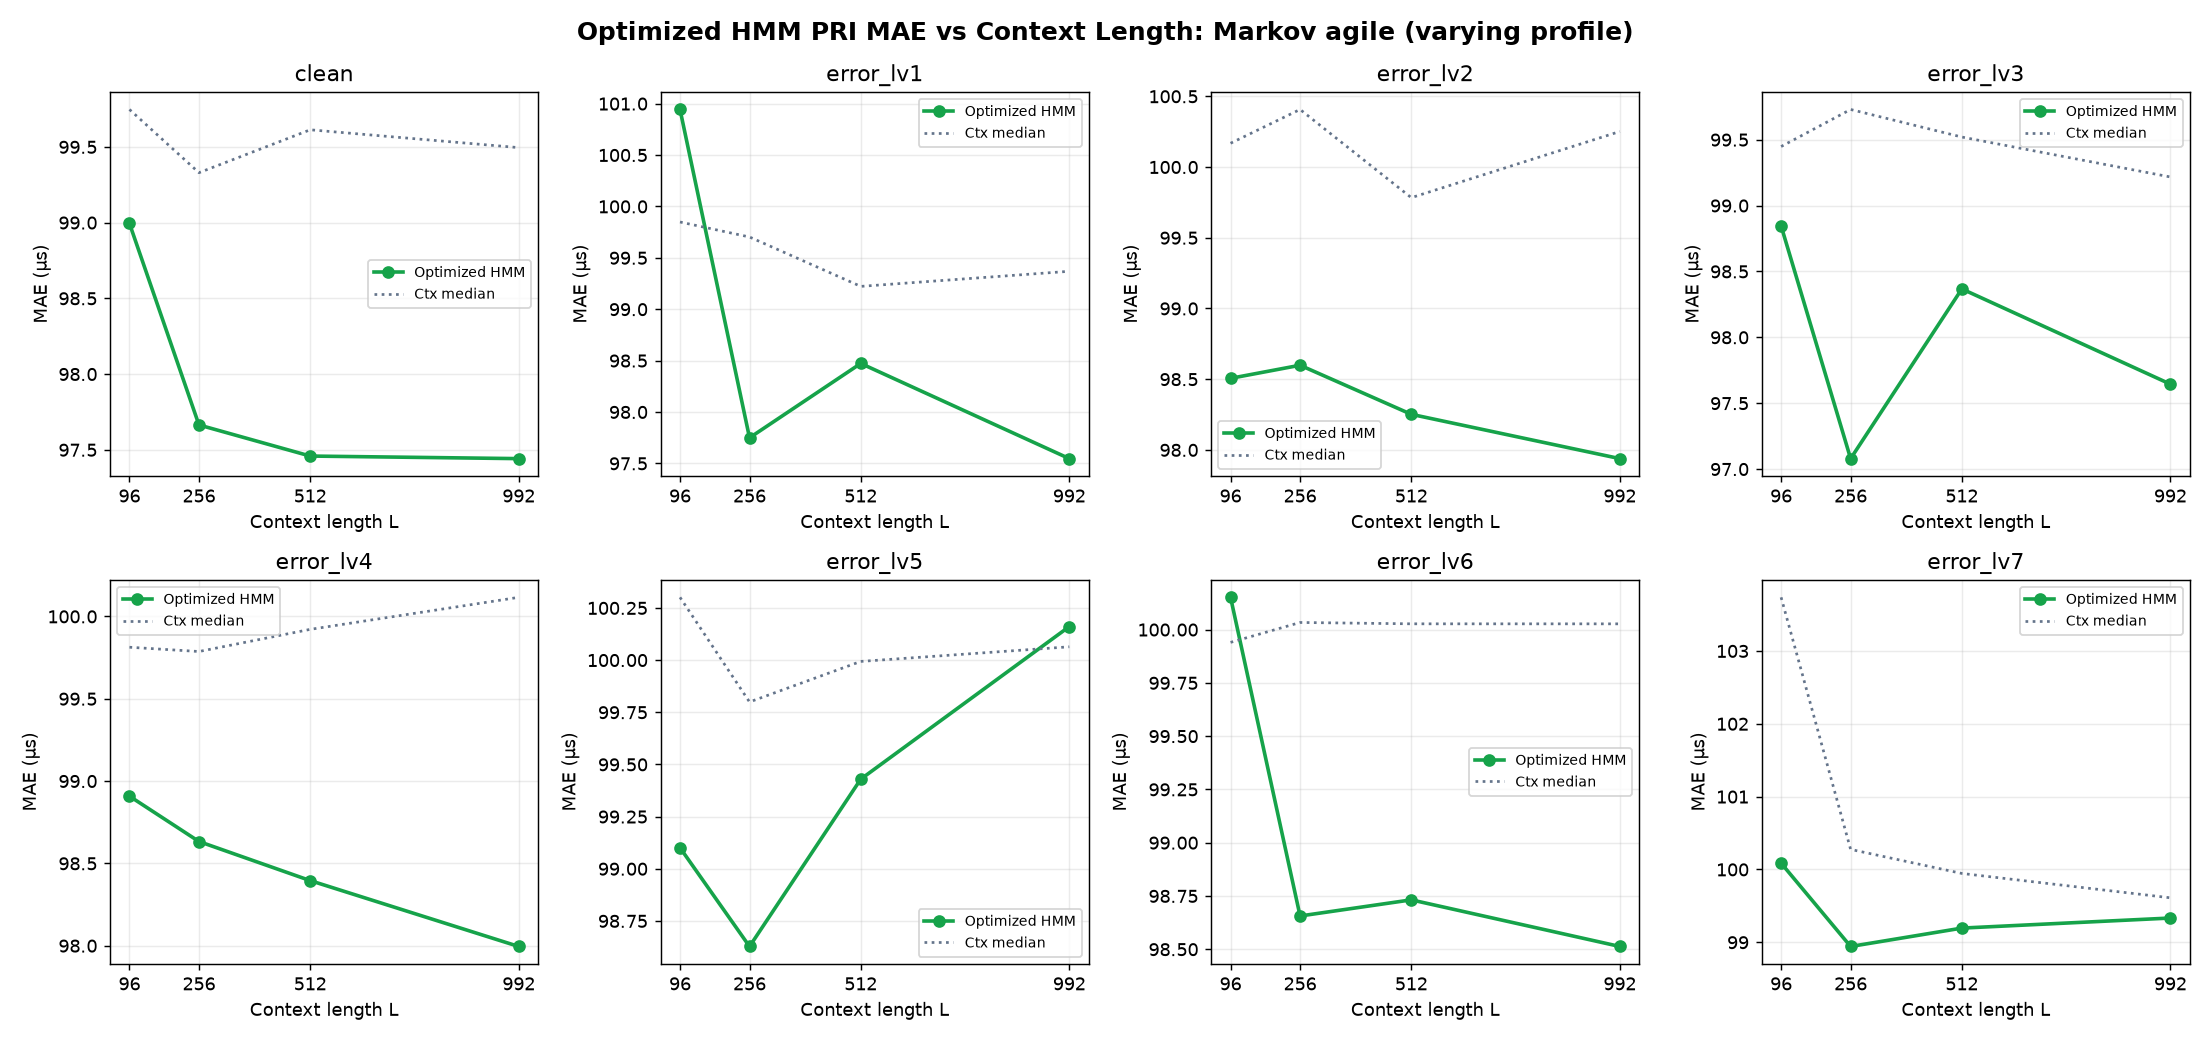 Optimized HMM PRI MAE vs Context Length: Markov agile (varying profile)
clean
MAE (µs)
99.5
99.0
98.5
98.0
97.5
Optimized HMM
Ctx median
96 256 512 992
Context length L
error_lv1
MAE (µs)
101.0
100.5
100.0
99.5
99.0
98.5
98.0
97.5
Optimized HMM
Ctx median
96 256 512 992
Context length L
error_lv2
MAE (µs)
100.5
100.0
99.5
99.0
98.5
98.0
Optimized HMM
Ctx median
96 256 512 992
Context length L
error_lv3
MAE (µs)
99.5
99.0
98.5
98.0
97.5
97.0
Optimized HMM
Ctx median
96 256 512 992
Context length L
error_lv4
MAE (µs)
100.0
99.5
99.0
98.5
98.0
Optimized HMM
Ctx median
96 256 512 992
Context length L
error_lv5
MAE (µs)
100.25
100.00
99.75
99.50
99.25
99.00
98.75
Optimized HMM
Ctx median
96 256 512 992
Context length L
error_lv6
MAE (µs)
100.00
99.75
99.50
99.25
99.00
98.75
98.50
Optimized HMM
Ctx median
96 256 512 992
Context length L
error_lv7
MAE (µs)
103
102
101
100
99
Optimized HMM
Ctx median
96 256 512 992
Context length L